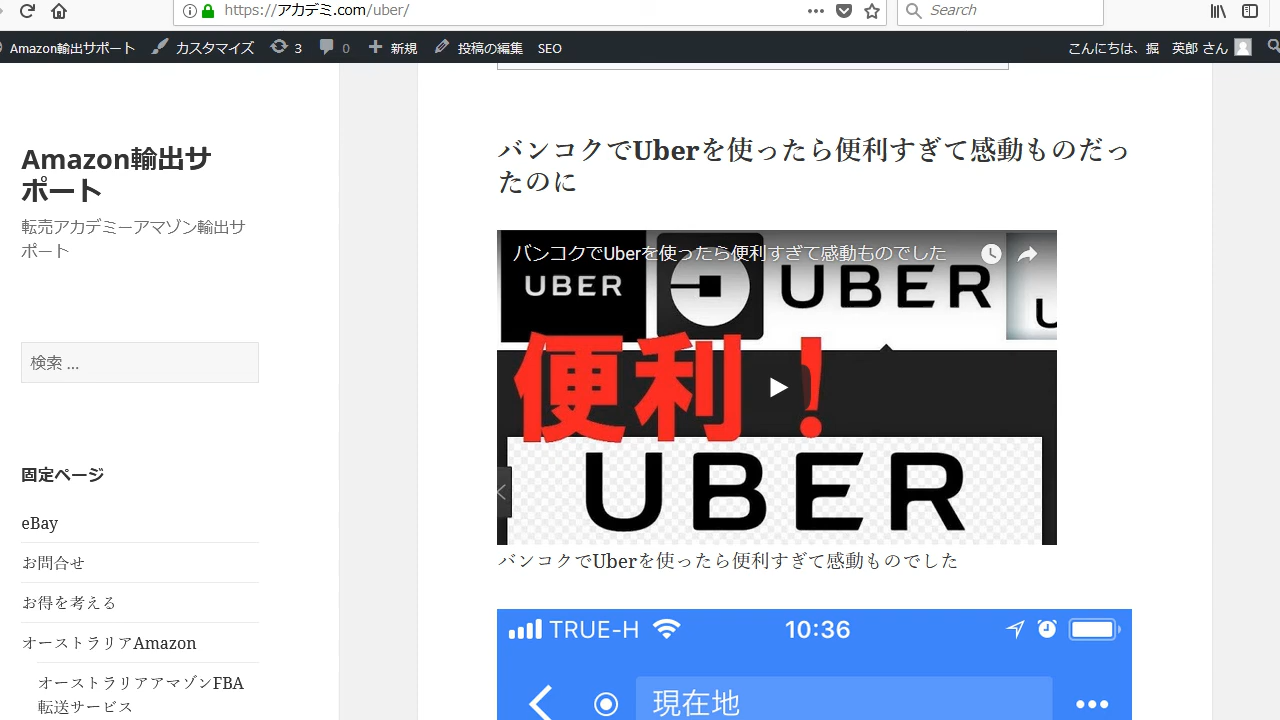 https://アカデミ.com/uber/
Search
Amazon輸出サポート カスタマイズ 3 0 新規 投稿の編集 SEO
こんにちは、掘 英郎 さん
Amazon輸出サ
ポート
転売アカデミーアマゾン輸出サ
ポート
検索 ...
固定ページ
eBay
お問合せ
お得を考える
オーストラリアAmazon
オーストラリアアマゾンFBA
転送サービス
バンコクでUberを使ったら便利すぎて感動ものだっ
たのに
バンコクでUberを使ったら便利すぎて感動ものでした
UBER
UBER
便利！
UBER
バンコクでUberを使ったら便利すぎて感動ものでした
TRUE-H 10:36
現在地